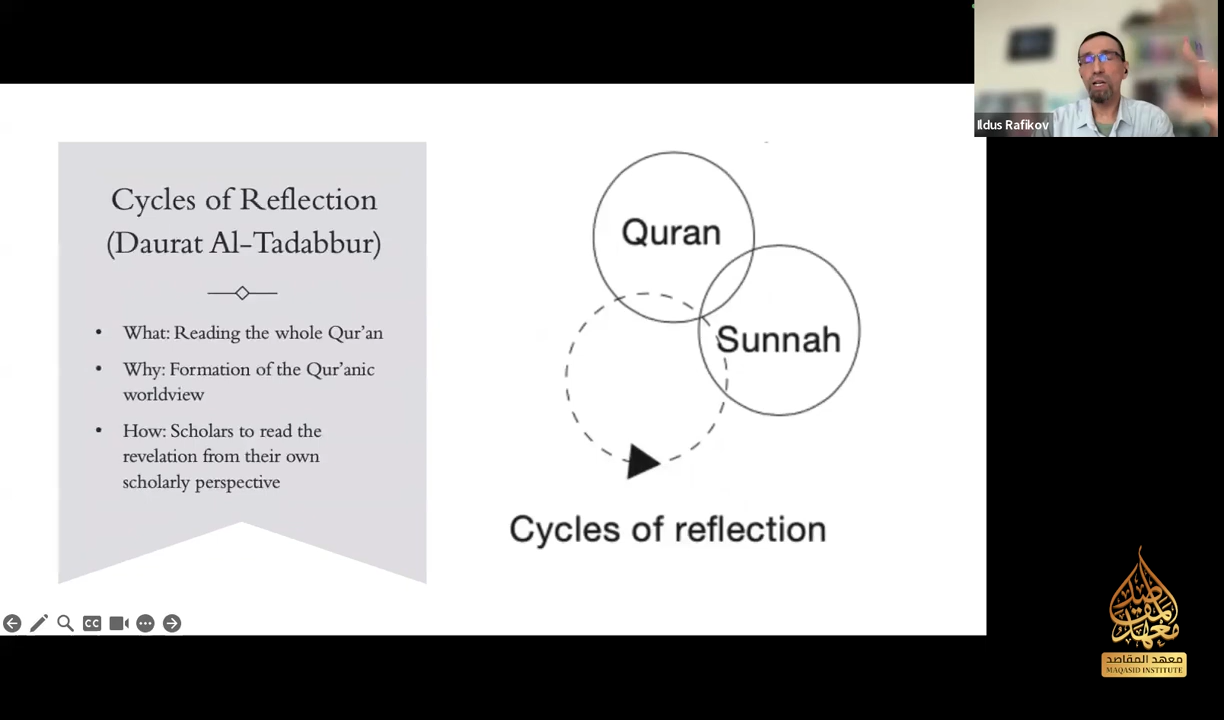 Ildus Rafikov
Cycles of Reflection
(Daurat Al-Tadabbur)
• What: Reading the whole Qur’an
• Why: Formation of the Qur’anic
worldview
• How: Scholars to read the
revelation from their own
scholarly perspective
Quran
Sunnah
Cycles of reflection
CC
معهد المقاصد
MAQASID INSTITUTE